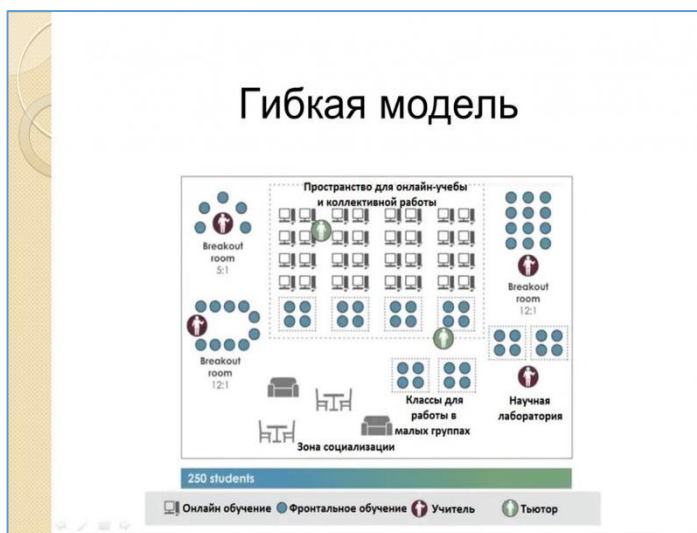 Гибкая модель
Пространство для онлайн-учебы
и коллективной работы
Breakout
room
5:1
Breakout
room
12:1
Breakout
room
12:1
Классы для
работы в
малых группах
Научная
лаборатория
Зона социализации
250 students
Онлайн обучение Фронтальное обучение Учитель Тьютор